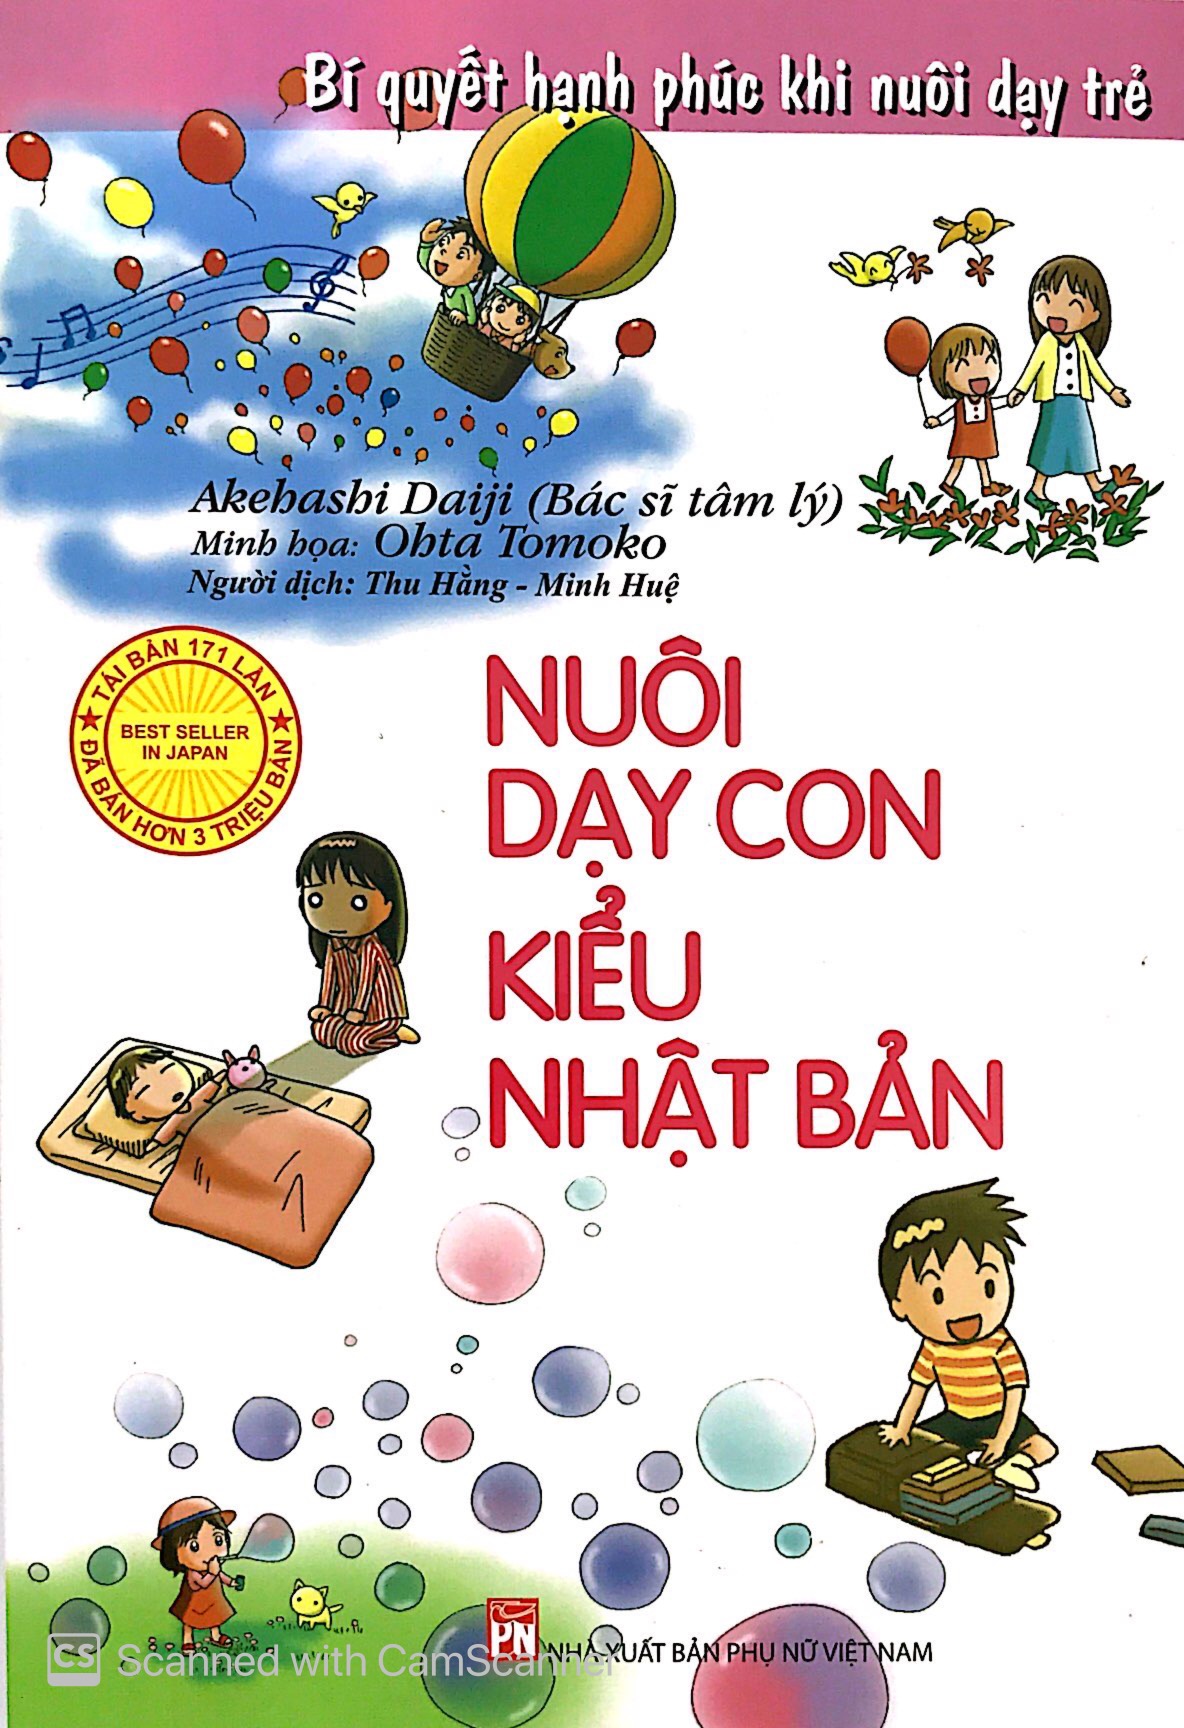 Bí quyết hạnh phúc khi nuôi dạy trẻ
Akehashi Daiji (Bác sĩ tâm lý)
Minh họa: Ohta Tomoko
Người dịch: Thu Hằng - Minh Huệ
TÁI BẢN 171 LẦN
BEST SELLER
IN JAPAN
ĐÃ BÁN HƠN 3 TRIỆU BẢN
NUÔI
DẠY CON
KIỂU
NHẬT BẢN
PN
NHÀ XUẤT BẢN PHỤ NỮ VIỆT NAM
CS Scanned with CamScanner